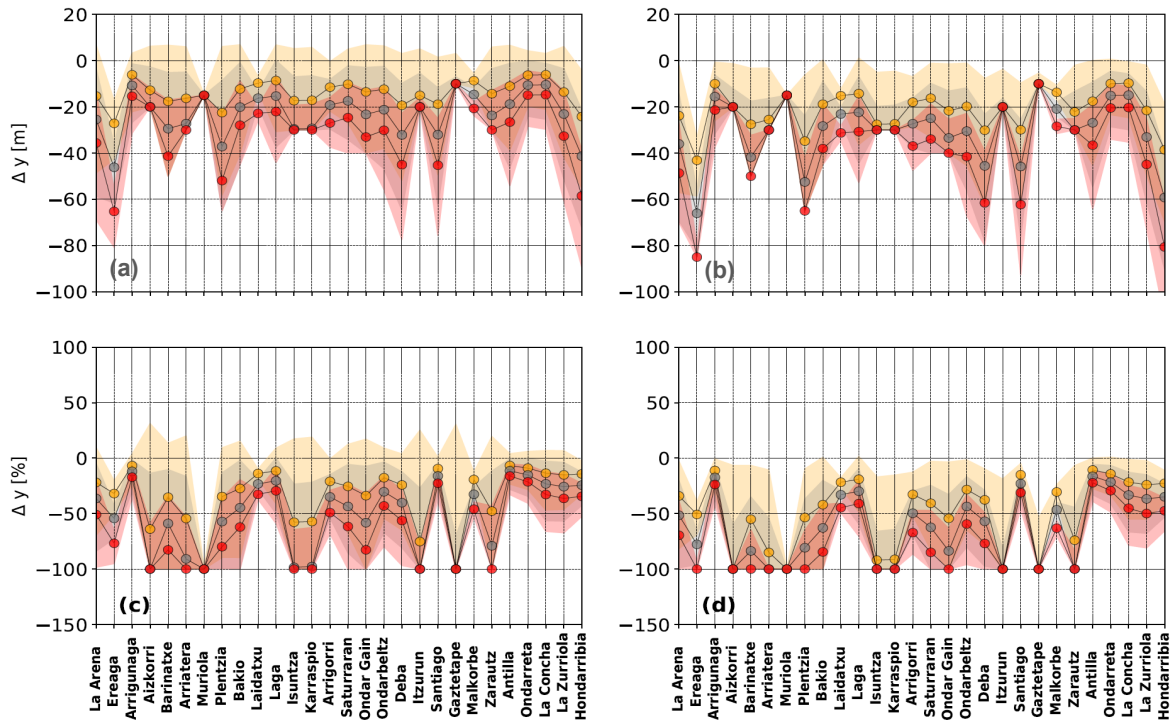 20
0
−20
−40
−60
−80
−100
Δ y [m]
(a)
20
0
−20
−40
−60
−80
−100
(b)
100
50
0
−50
−100
−150
Δ y [%]
(c)
100
50
0
−50
−100
−150
(d)
La Arena
Ereaga
Arrigunaga
Aizkorri
Barinatxe
Arriatera
Muriola
Plentzia
Bakio
Laidatxu
Laga
Isuntza
Karraspio
Arrigorri
Saturraran
Ondar Gain
Ondarbeltz
Deba
Itzurun
Santiago
Gaztetape
Malkorbe
Zarautz
Antilla
Ondarreta
La Concha
La Zurriola
Hondarribia
La Arena
Ereaga
Arrigunaga
Aizkorri
Barinatxe
Arriatera
Muriola
Plentzia
Bakio
Laidatxu
Laga
Isuntza
Karraspio
Arrigorri
Saturraran
Ondar Gain
Ondarbeltz
Deba
Itzurun
Santiago
Gaztetape
Malkorbe
Zarautz
Antilla
Ondarreta
La Concha
La Zurriola
Hondarribia